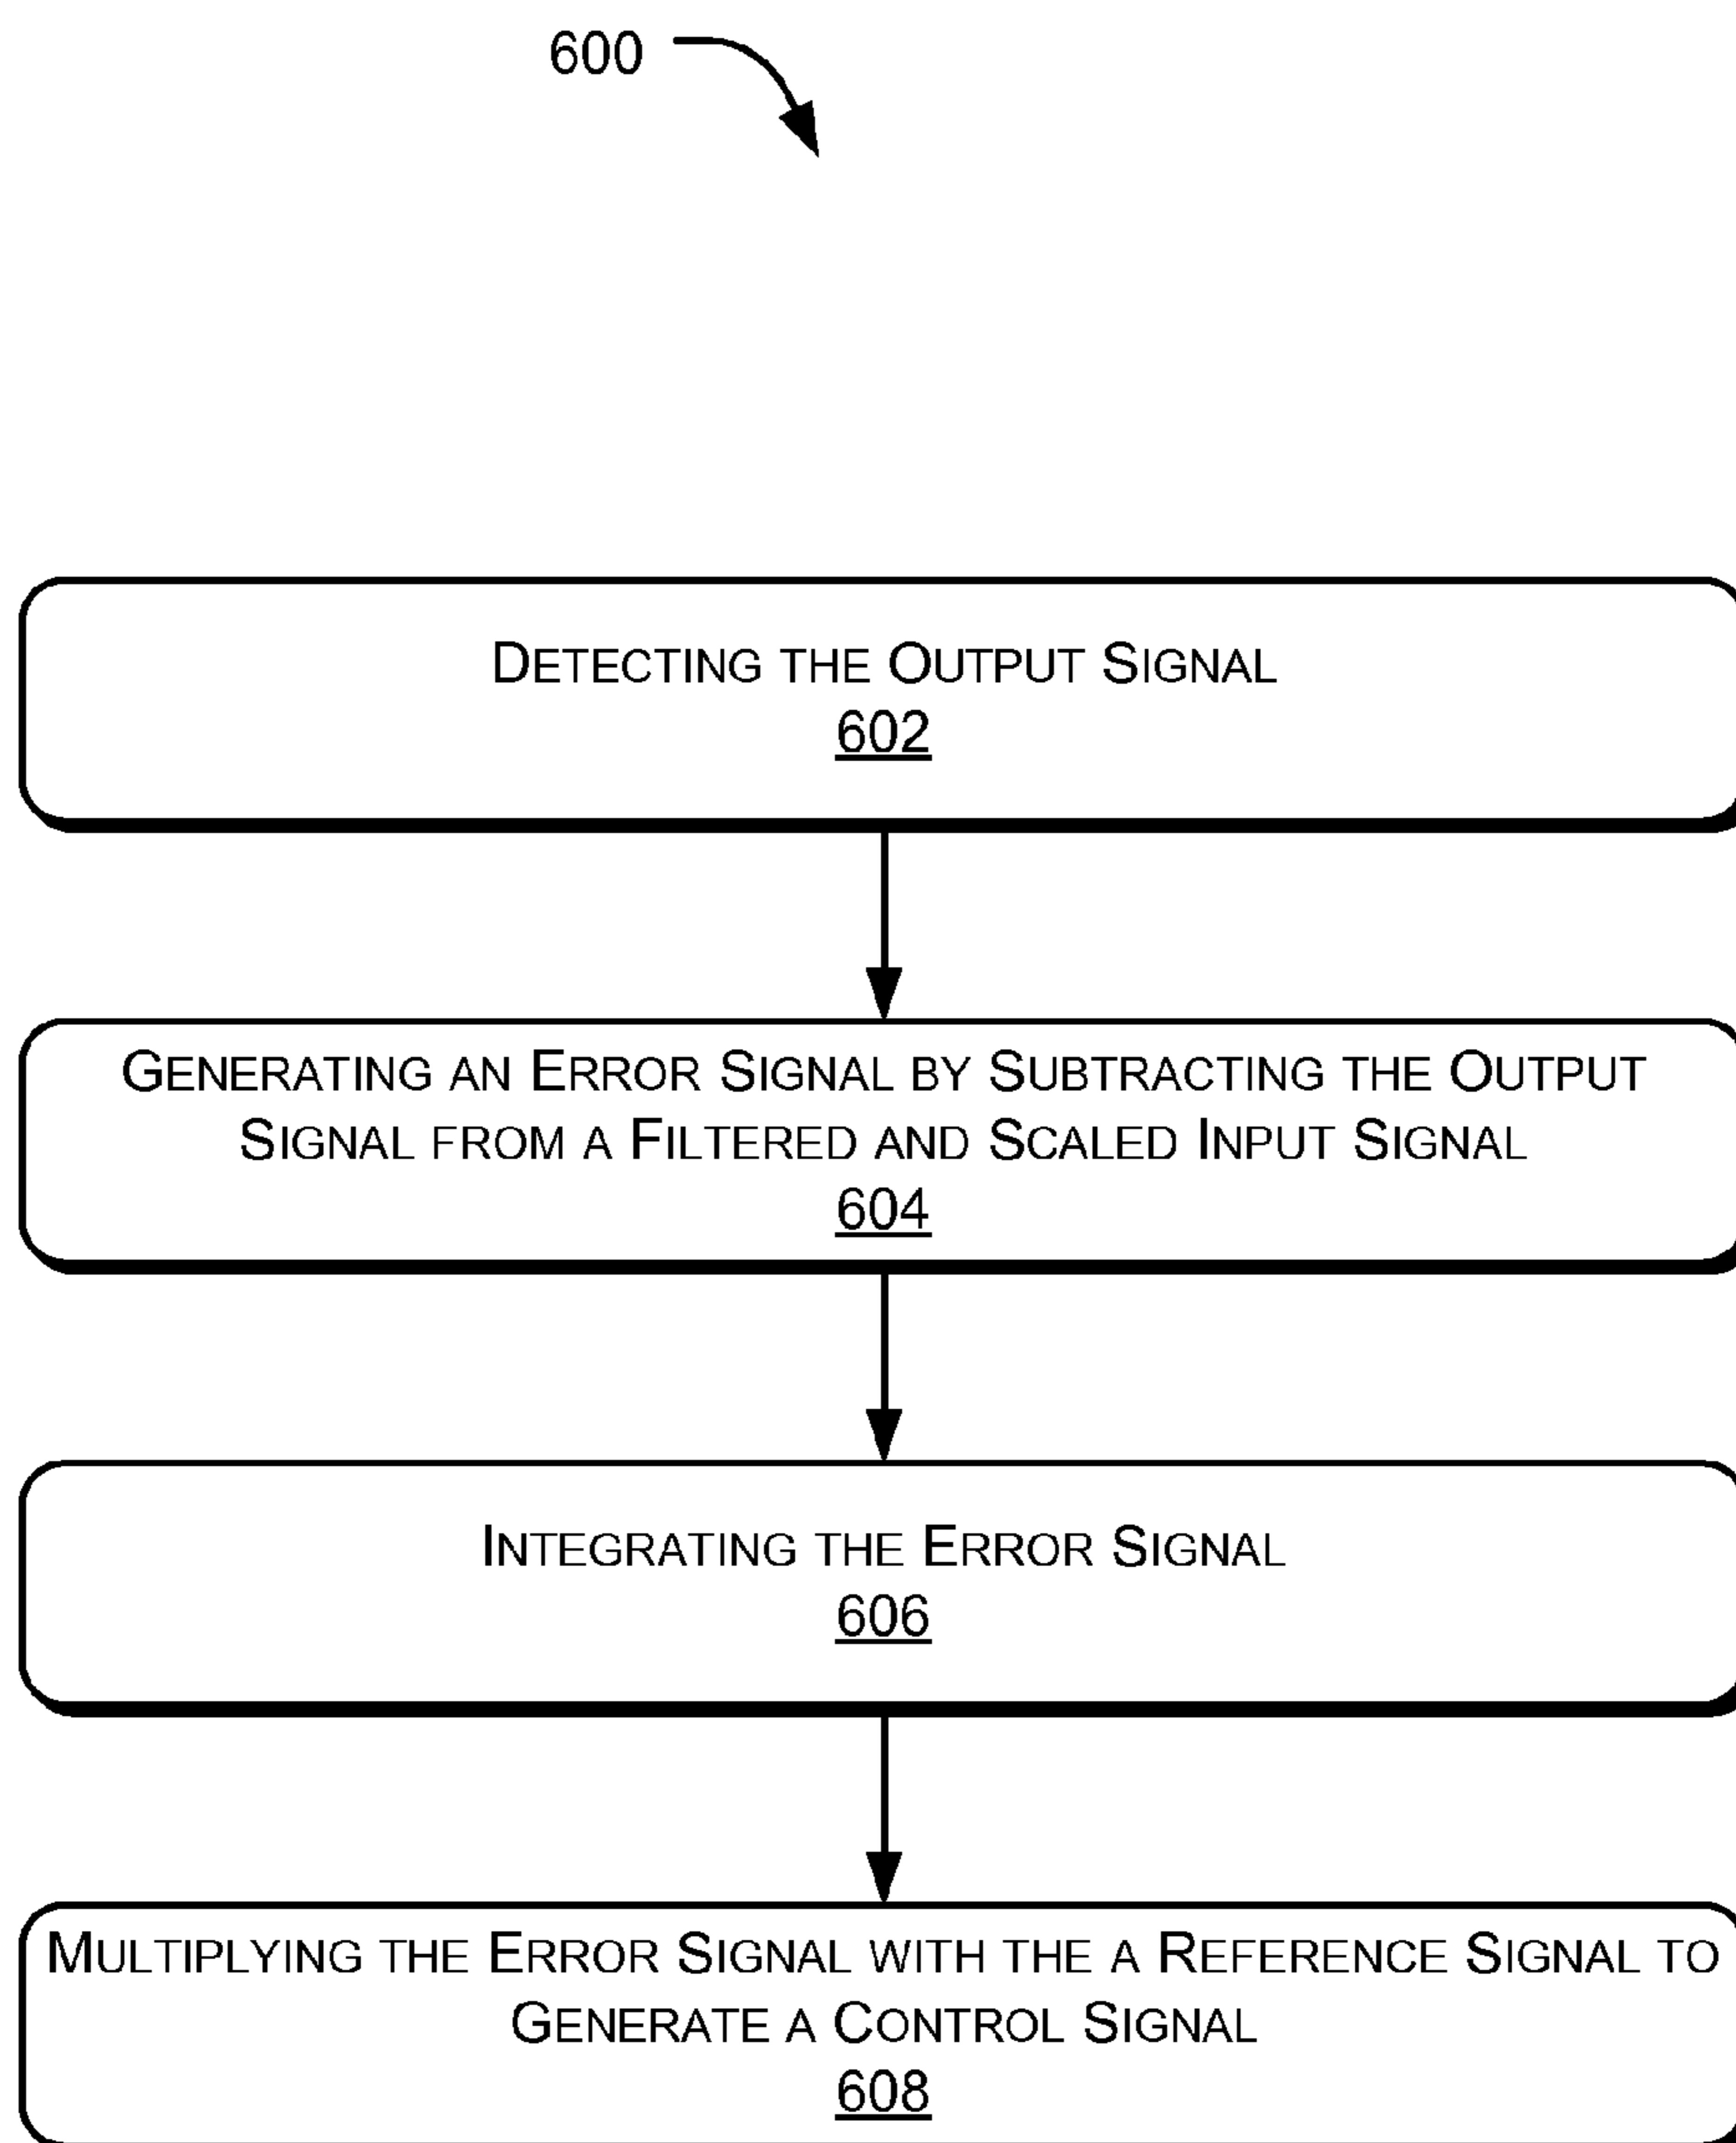 600
DETECTING THE OUTPUT SIGNAL
602
GENERATING AN ERROR SIGNAL BY SUBTRACTING THE OUTPUT
SIGNAL FROM A FILTERED AND SCALED INPUT SIGNAL
604
INTEGRATING THE ERROR SIGNAL
606
MULTIPLYING THE ERROR SIGNAL WITH THE A REFERENCE SIGNAL TO
GENERATE A CONTROL SIGNAL
608